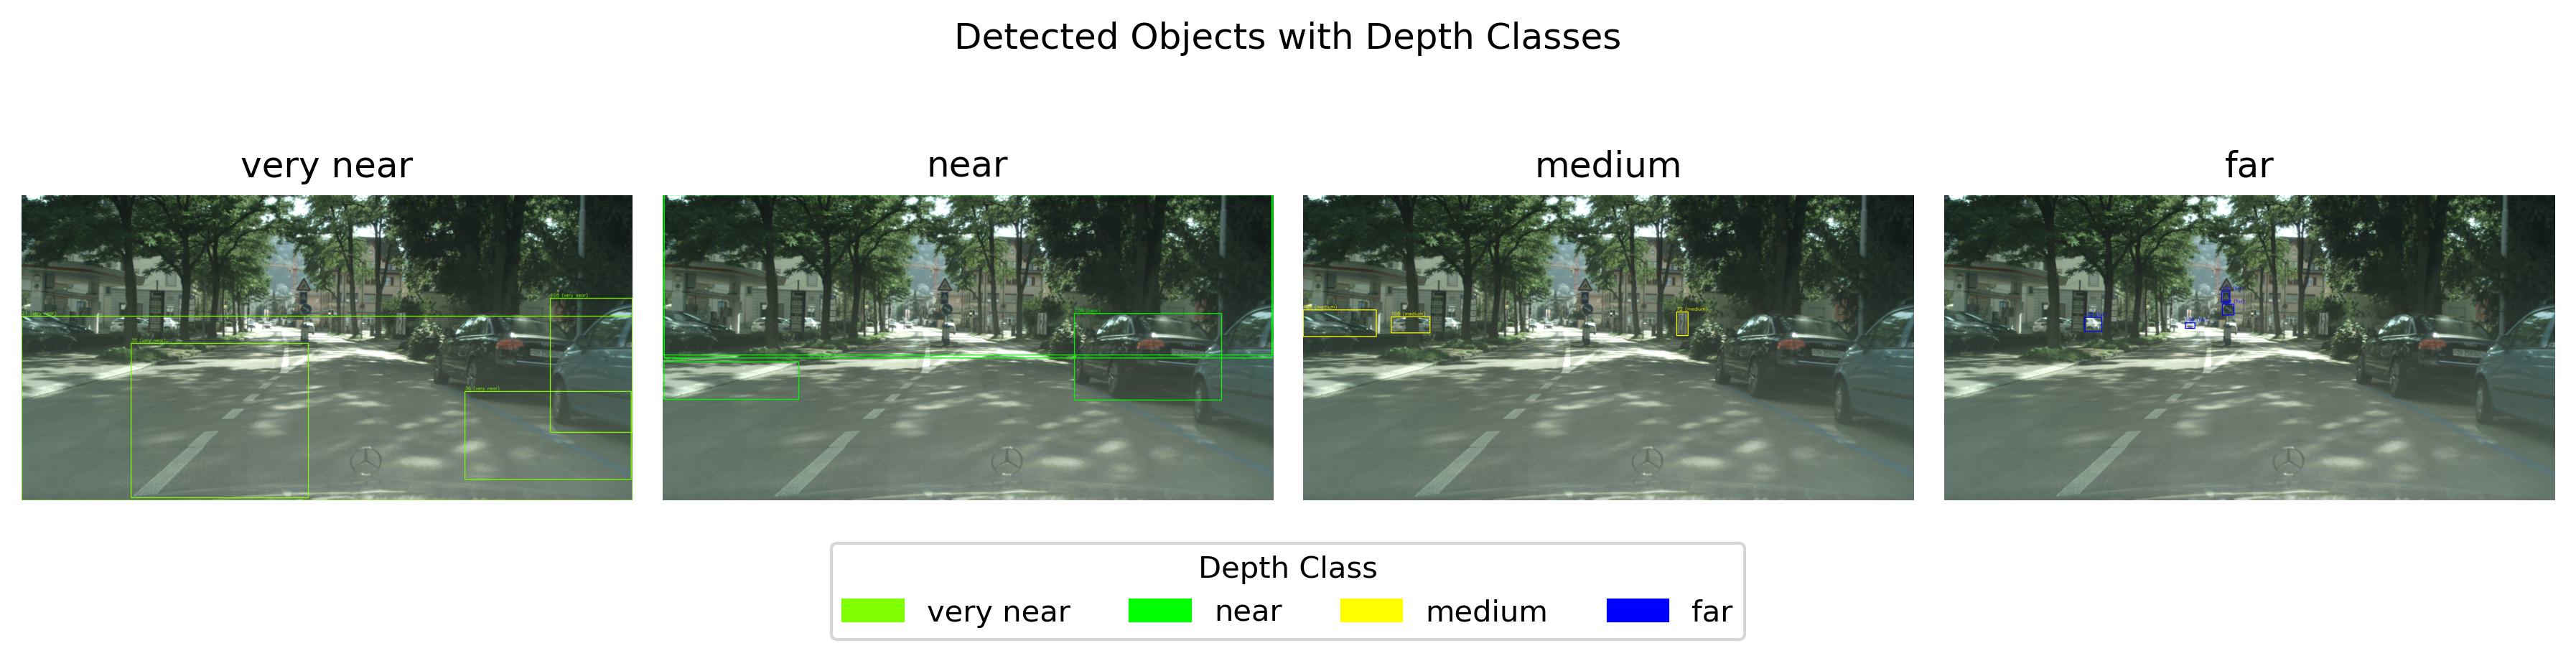 Detected Objects with Depth Classes
very near
near
medium
far
Depth Class
very near
near
medium
far